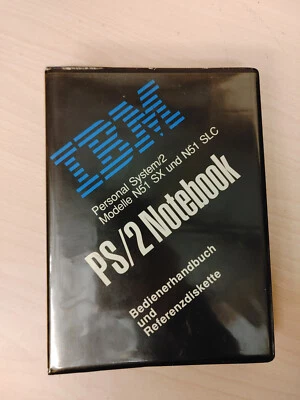 IBM
Personal System/2
Modelle N51 SX und N51 SLC
PS/2 Notebook
Bedienerhandbuch
und
Referenzdiskette